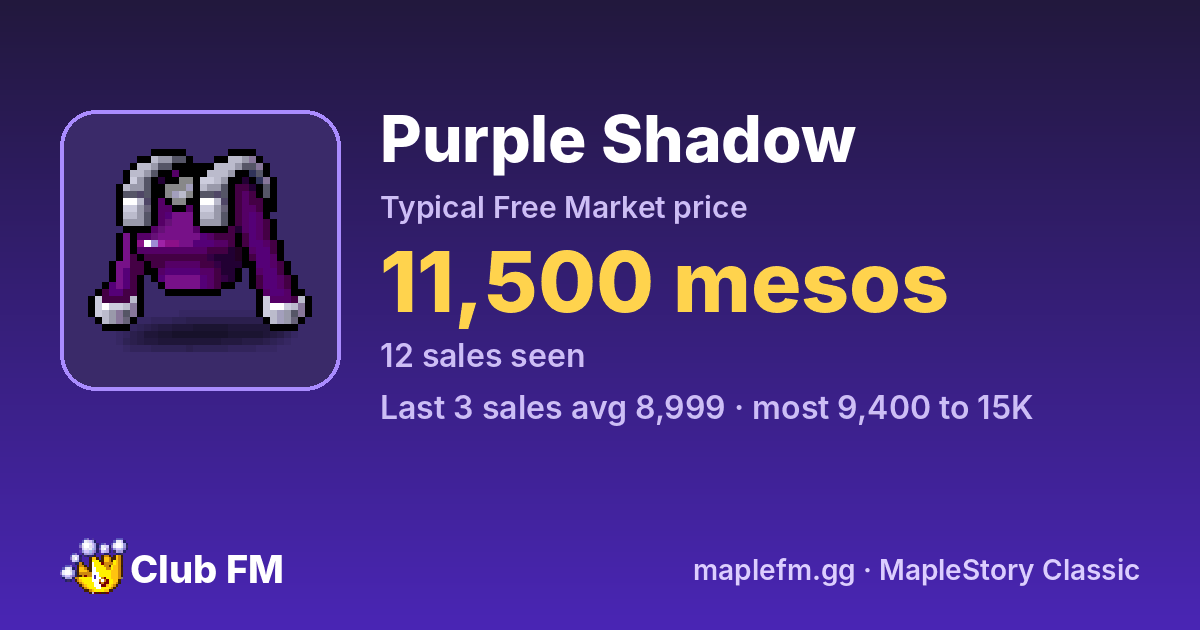 Purple Shadow
Typical Free Market price
11,500 mesos
12 sales seen
Last 3 sales avg 8,999 · most 9,400 to 15K
Club FM
maplefm.gg · MapleStory Classic